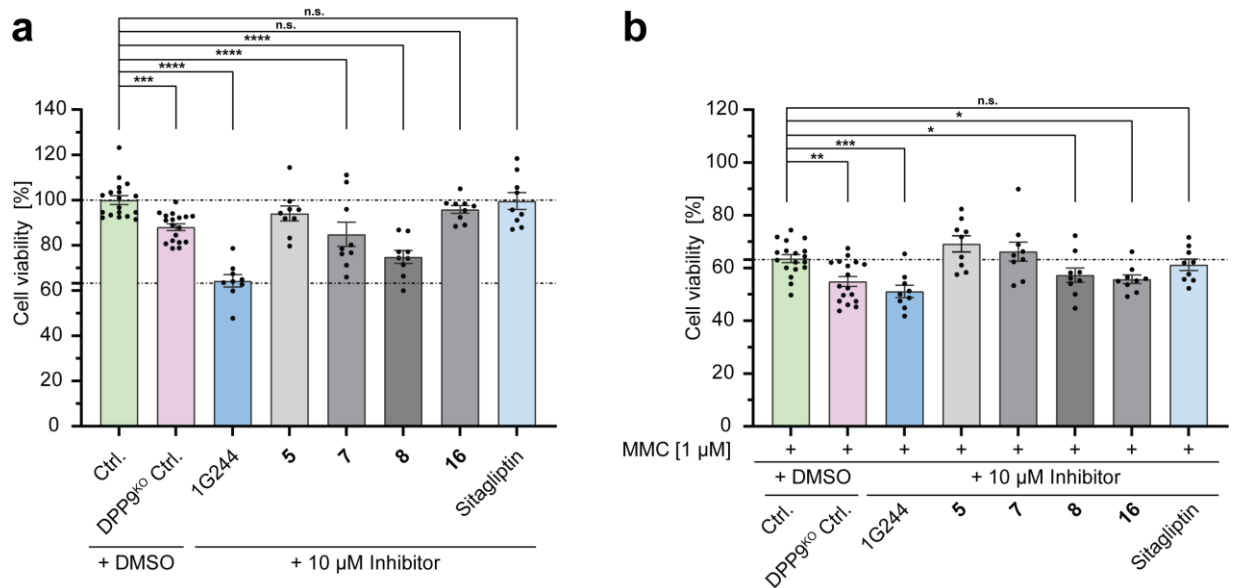 a
n.s.
n.s.
****
****
****
***
Cell viability [%]
140
120
100
80
60
40
20
0
Ctrl.
DPP9KO Ctrl.
1G244
5
7
8
16
Sitagliptin
+ DMSO
+ 10 µM Inhibitor
b
n.s.
*
*
***
**
Cell viability [%]
120
100
80
60
40
20
0
MMC [1 µM] + + + + + + + +
+ DMSO
+ 10 µM Inhibitor
Ctrl.
DPP9KO Ctrl.
1G244
5
7
8
16
Sitagliptin